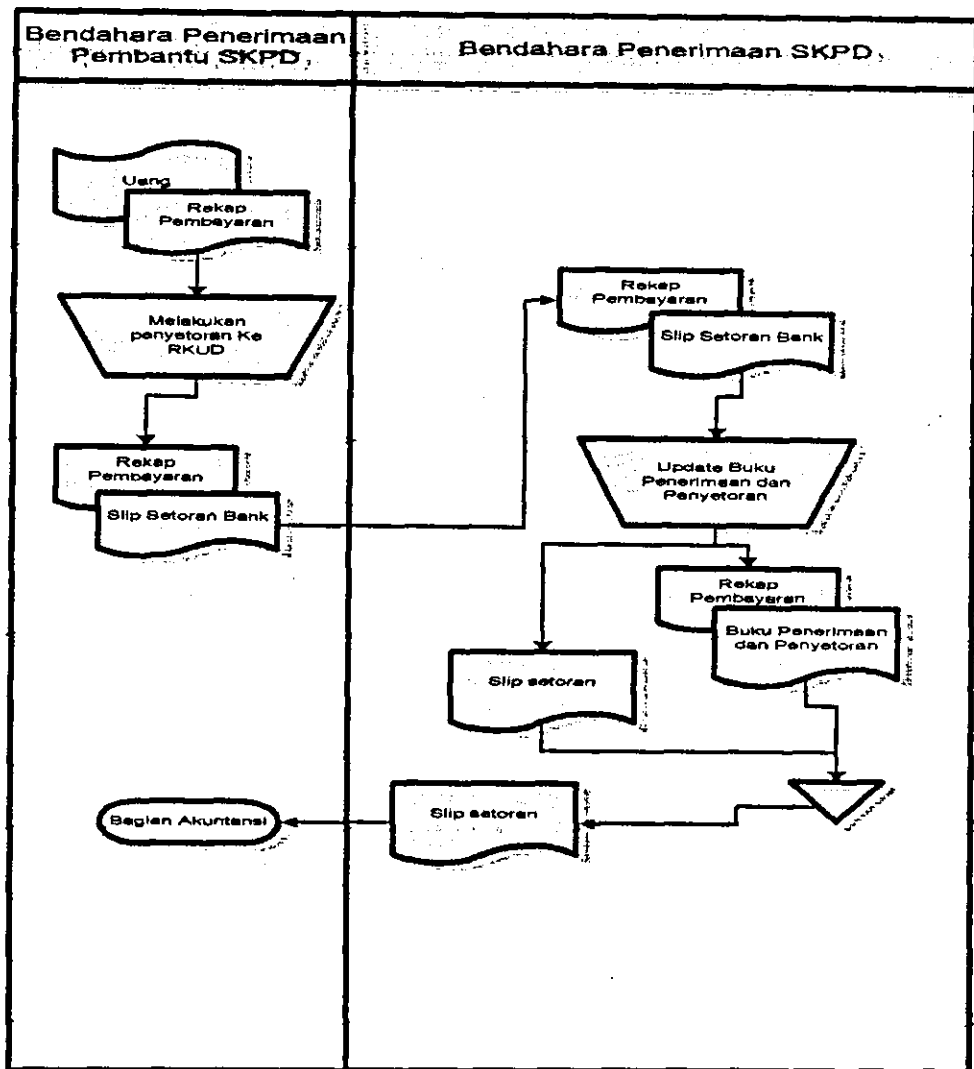 Bendahara Penerimaan
Pembantu SKPD
Bendahara Penerimaan SKPD
Uang
Rekap
Pembayaran
Melakukan
penyetoran Ke
RKUD
Rekap
Pembayaran
Slip Setoran Bank
Rekap
Pembayaran
Slip Setoran Bank
Update Buku
Penerimaan dan
Penyetoran
Rekap
Pembayaran
Buku Penerimaan
dan Penyetoran
Slip setoran
Slip setoran
Bagian Akuntansi